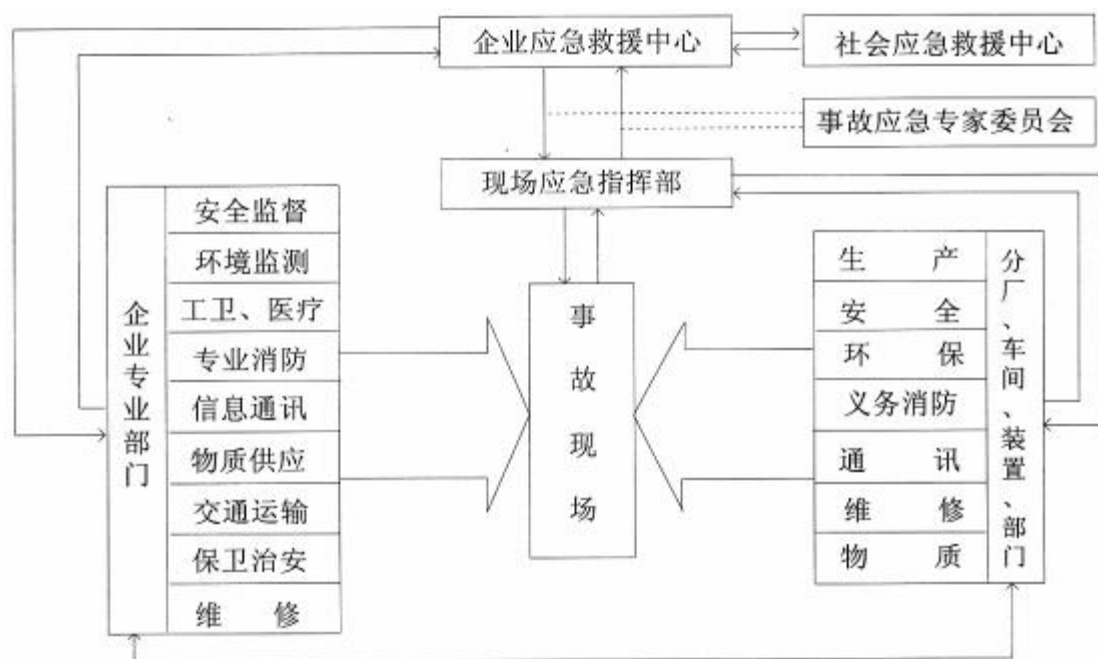 企业应急救援中心
社会应急救援中心
事故应急专家委员会
现场应急指挥部
企业专业部门
安全监督
环境监测
工卫、医疗
专业消防
信息通讯
物质供应
交通运输
保卫治安
维 修
事故现场
生 产
安 全
环 保
义务消防
通 讯
维 修
物 质
分厂、车间、装置、部门